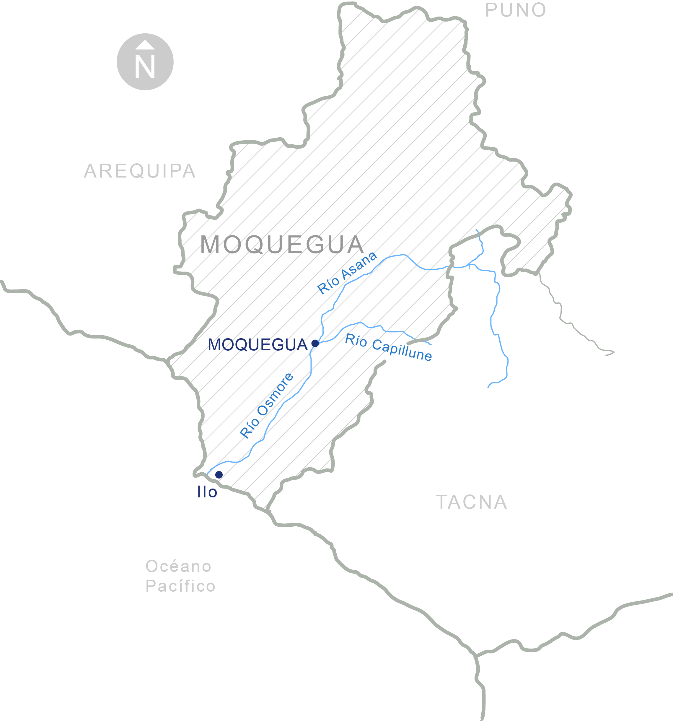 PUNO
N
AREQUIPA
MOQUEGUA
Río Asana
MOQUEGUA
Río Capillune
Río Osmore
Ilo
TACNA
Océano
Pacífico